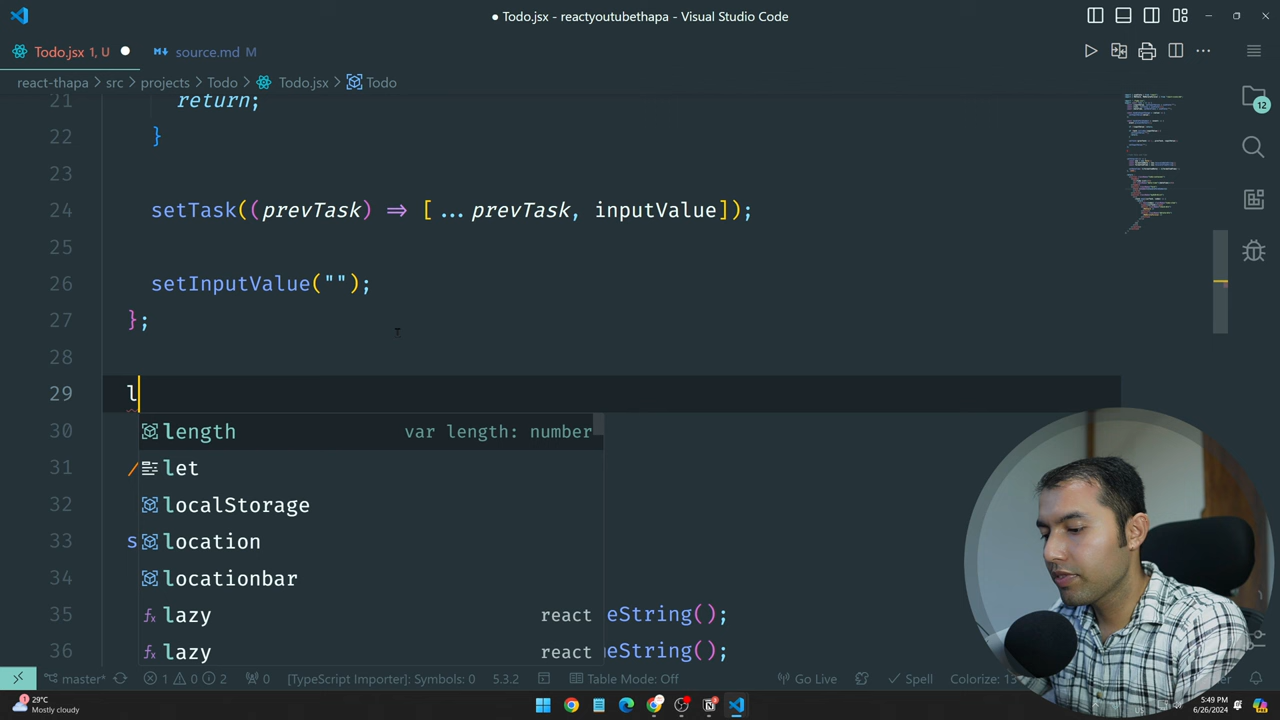 ● Todo.jsx - reactyoutubethapa - Visual Studio Code
Todo.jsx 1, U ●
source.md M
react-thapa > src > projects > Todo > Todo.jsx > Todo
21 return;
22 }
23
24 setTask((prevTask) => [...prevTask, inputValue]);
25
26 setInputValue("");
27 };
28
29 l
30 length var length: number
31 / let
32 localStorage
33 s location
34 locationbar
35 lazy react eString();
36 lazy react eString();
12
master* 1 0 2 0 [TypeScript Importer]: Symbols: 0 5.3.2 Table Mode: Off Go Live Spell Colorize: 13
29°C
Mostly cloudy
5:49 PM
6/26/2024